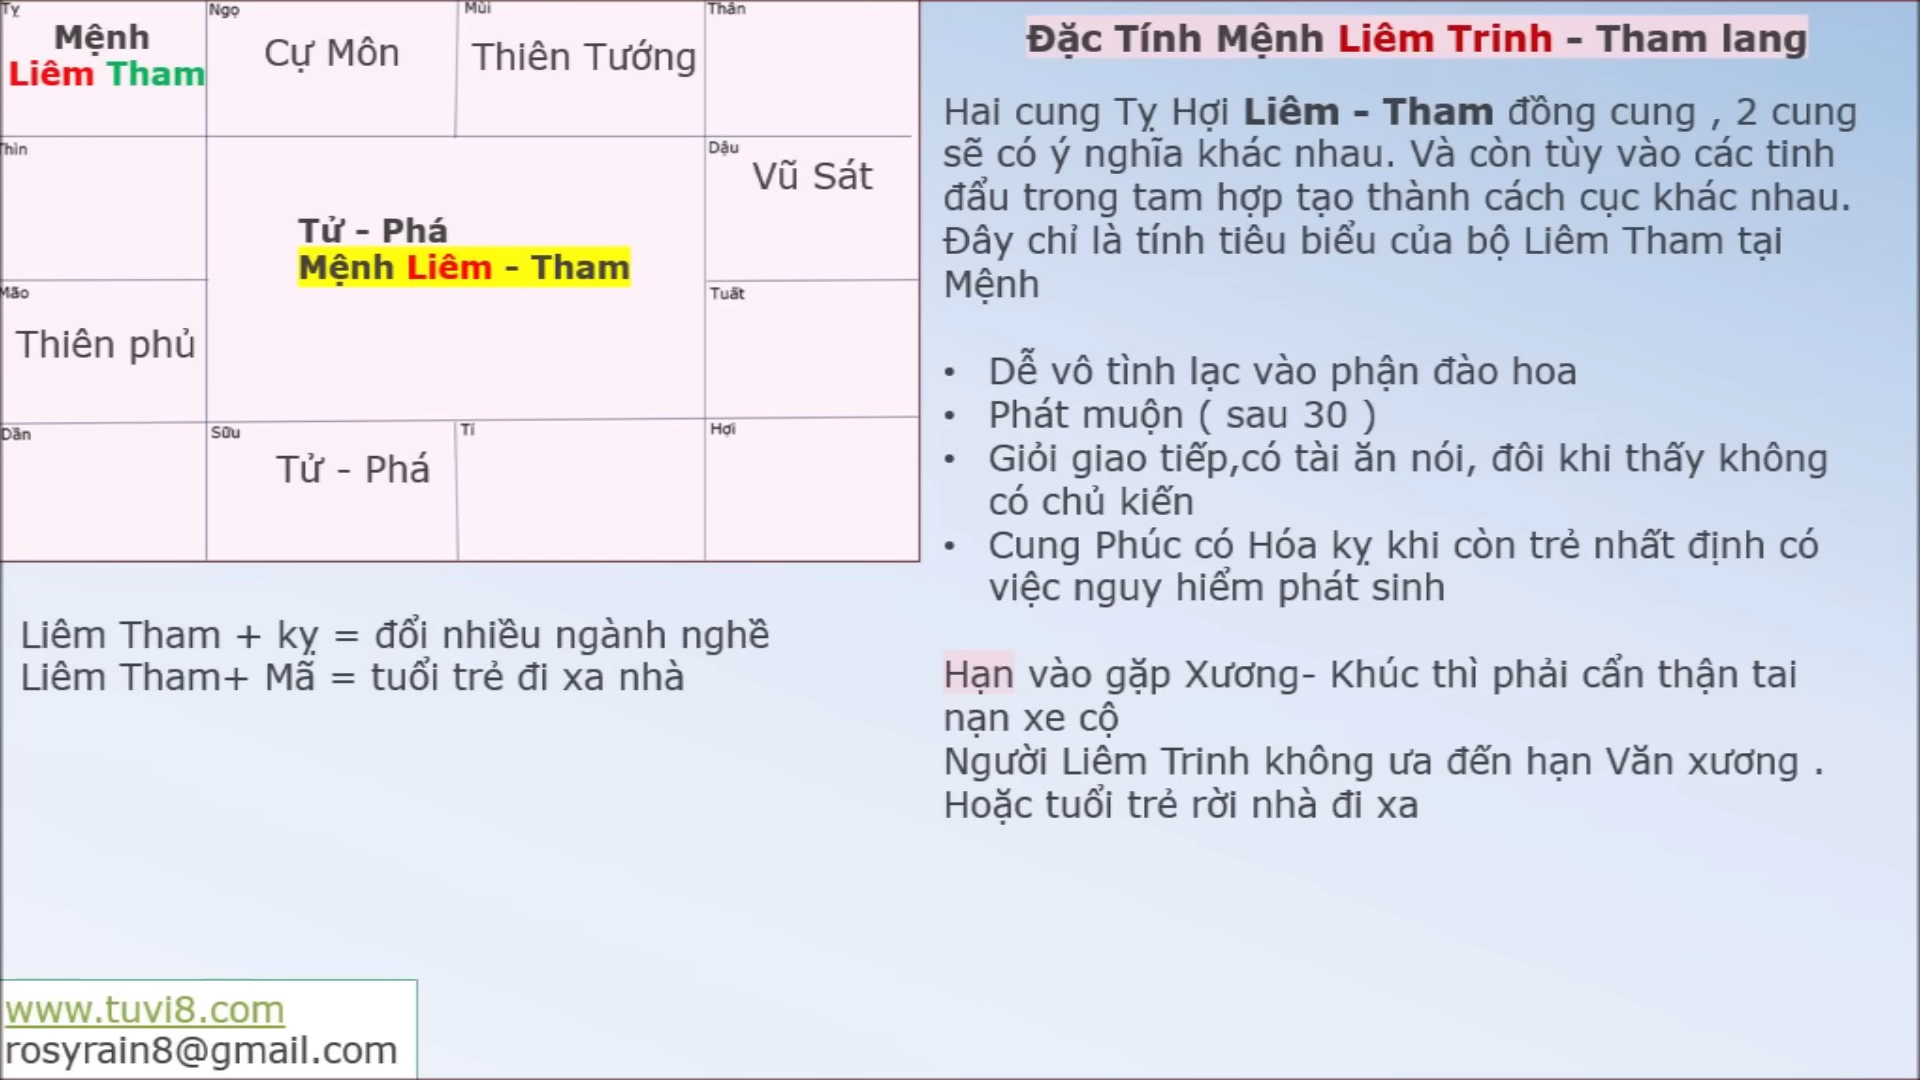 Tỵ
Mệnh
Liêm Tham
Ngọ
Cự Môn
Mùi
Thiên Tướng
Thân
Thìn
Tử - Phá
Mệnh Liêm - Tham
Dậu
Vũ Sát
Mão
Thiên phủ
Tuất
Dần
Sữu
Tử - Phá
Tí
Hợi
Liêm Tham + kỵ = đổi nhiều ngành nghề
Liêm Tham+ Mã = tuổi trẻ đi xa nhà
www.tuvi8.com
rosyrain8@gmail.com
Đặc Tính Mệnh Liêm Trinh - Tham lang
Hai cung Tỵ Hợi Liêm - Tham đồng cung , 2 cung
sẽ có ý nghĩa khác nhau. Và còn tùy vào các tinh
đẩu trong tam hợp tạo thành cách cục khác nhau.
Đây chỉ là tính tiêu biểu của bộ Liêm Tham tại
Mệnh
• Dễ vô tình lạc vào phận đào hoa
• Phát muộn ( sau 30 )
• Giỏi giao tiếp,có tài ăn nói, đôi khi thấy không
có chủ kiến
• Cung Phúc có Hóa kỵ khi còn trẻ nhất định có
việc nguy hiểm phát sinh
Hạn vào gặp Xương- Khúc thì phải cẩn thận tai
nạn xe cộ
Người Liêm Trinh không ưa đến hạn Văn xương .
Hoặc tuổi trẻ rời nhà đi xa